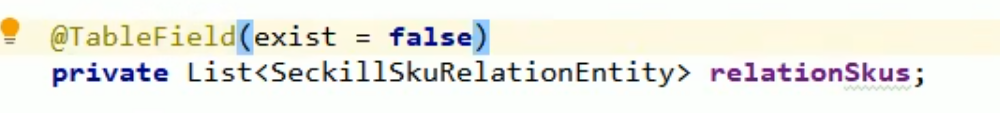 @TableField(exist = false)
private List<SeckillSkuRelationEntity> relationSkus;